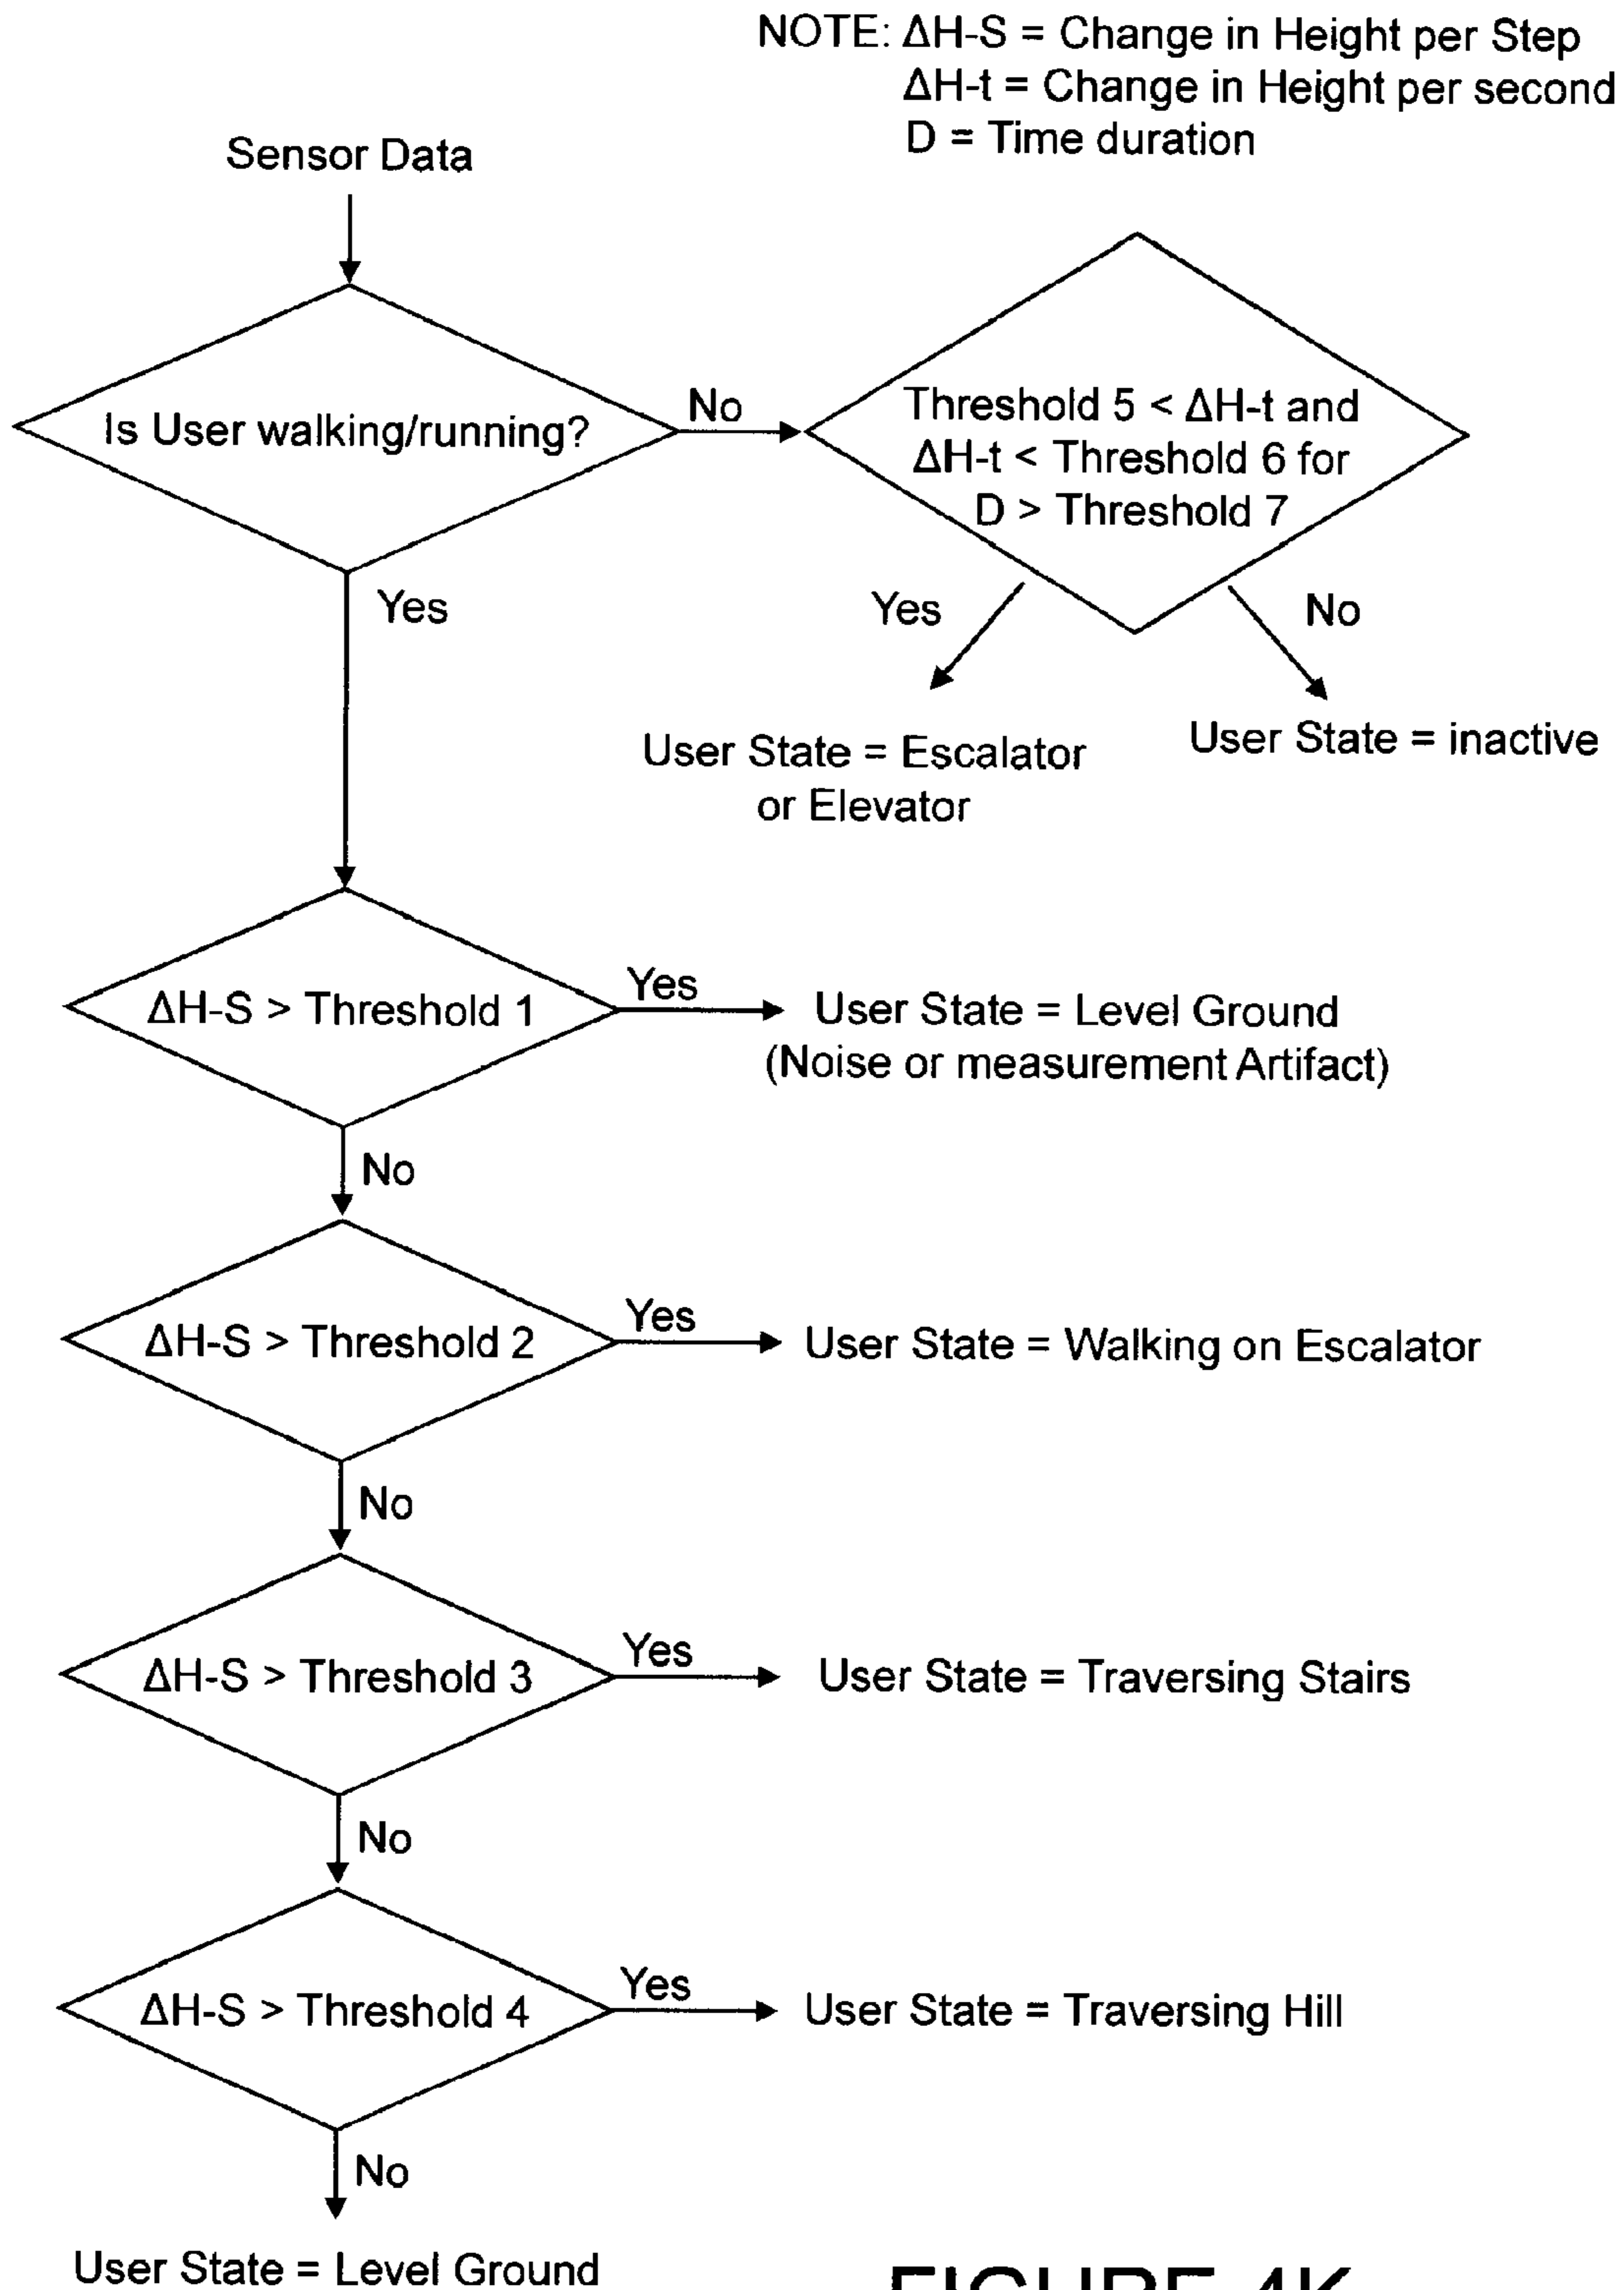 NOTE: ΔH-S = Change in Height per Step
ΔH-t = Change in Height per second
D = Time duration
Sensor Data
Is User walking/running?
No
Threshold 5 < ΔH-t and
ΔH-t < Threshold 6 for
D > Threshold 7
Yes
No
User State = Escalator
or Elevator
User State = inactive
Yes
ΔH-S > Threshold 1
Yes
User State = Level Ground
(Noise or measurement Artifact)
No
ΔH-S > Threshold 2
Yes
User State = Walking on Escalator
No
ΔH-S > Threshold 3
Yes
User State = Traversing Stairs
No
ΔH-S > Threshold 4
Yes
User State = Traversing Hill
No
User State = Level Ground
FIGURE 4K